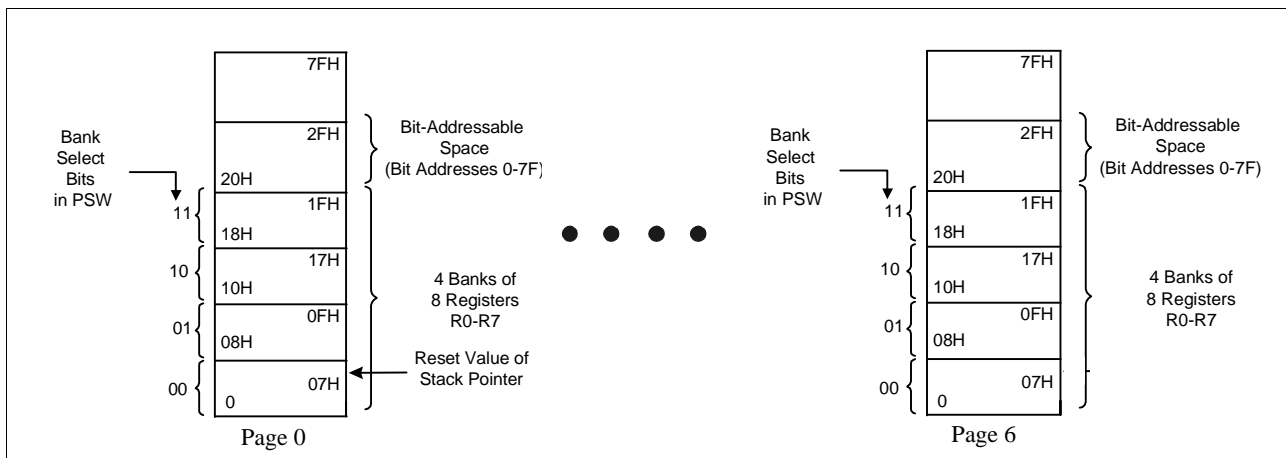 7FH
Bank
Select
Bits
in PSW
2FH
20H
Bit-Addressable
Space
(Bit Addresses 0-7F)
11
1FH
18H
10
17H
10H
01
0FH
08H
00
07H
0
4 Banks of
8 Registers
R0-R7
Reset Value of
Stack Pointer
Page 0
7FH
Bank
Select
Bits
in PSW
2FH
20H
Bit-Addressable
Space
(Bit Addresses 0-7F)
11
1FH
18H
10
17H
10H
01
0FH
08H
00
07H
0
4 Banks of
8 Registers
R0-R7
Page 6